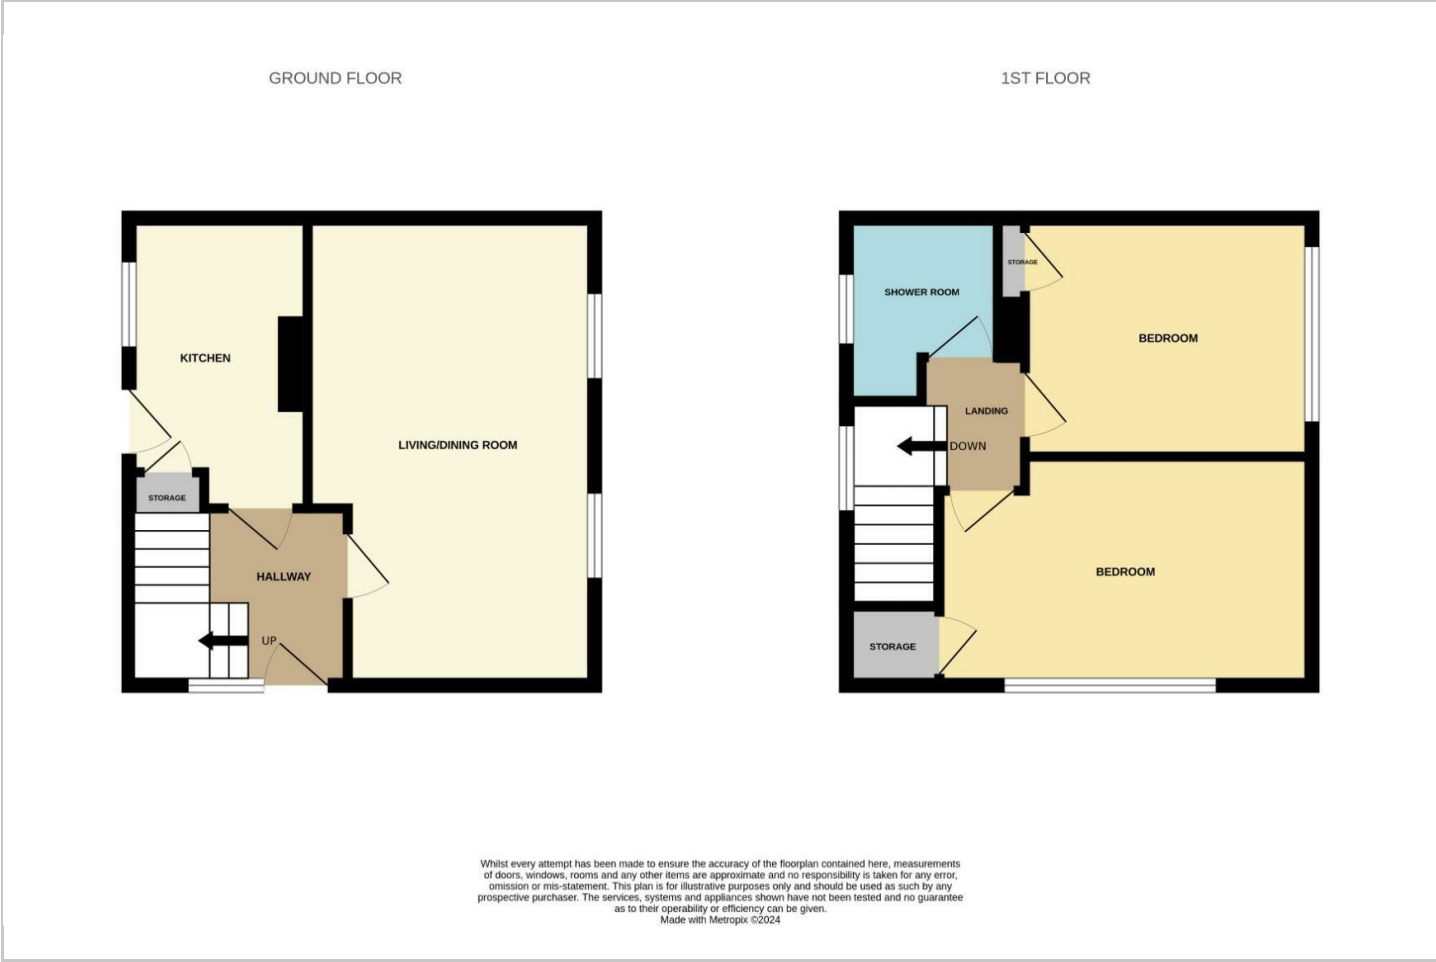 GROUND FLOOR
1ST FLOOR
KITCHEN
LIVING/DINING ROOM
STORAGE
HALLWAY
UP
SHOWER ROOM
STORAGE
BEDROOM
LANDING
DOWN
BEDROOM
STORAGE
Whilst every attempt has been made to ensure the accuracy of the floorplan contained here, measurements
of doors, windows, rooms and any other items are approximate and no responsibility is taken for any error,
omission or mis-statement. This plan is for illustrative purposes only and should be used as such by any
prospective purchaser. The services, systems and appliances shown have not been tested and no guarantee
as to their operability or efficiency can be given.
Made with Metropix ©2024